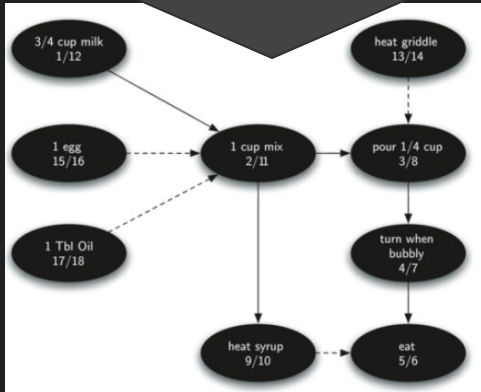 3/4 cup milk
1/12
heat griddle
13/14
1 egg
15/16
1 cup mix
2/11
pour 1/4 cup
3/8
1 Tbl Oil
17/18
turn when
bubbly
4/7
heat syrup
9/10
eat
5/6